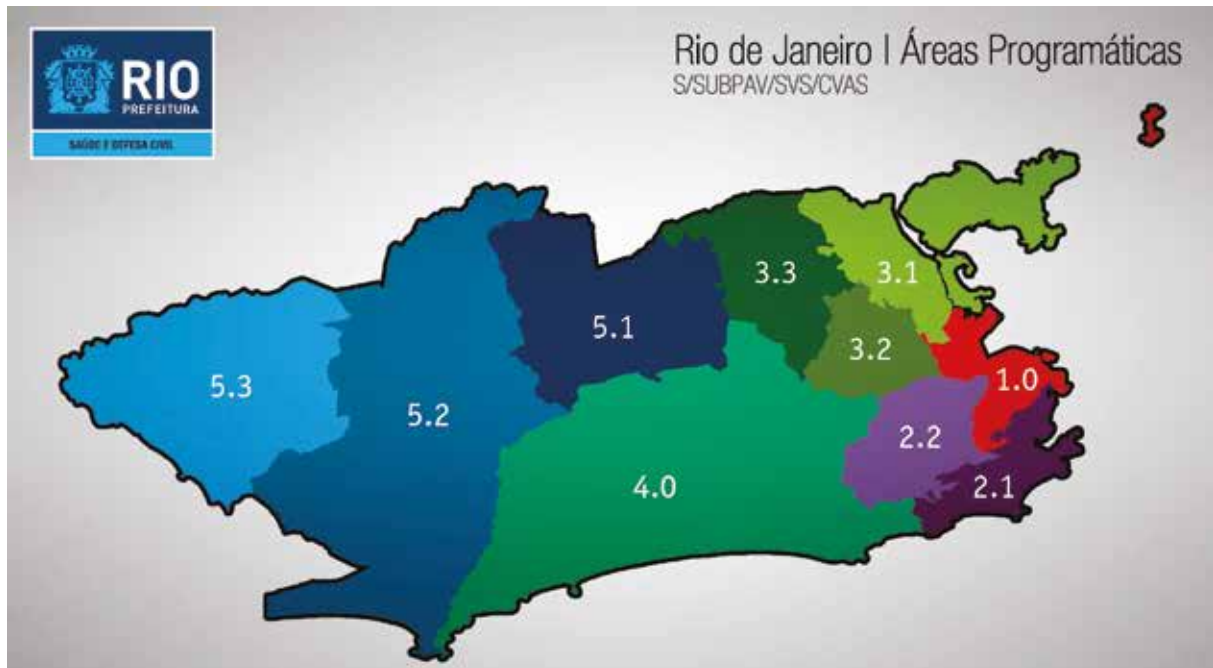 RIO
PREFEITURA
SAÚDE E DEFESA CIVIL
Rio de Janeiro | Áreas Programáticas
S/SUBPAV/SVS/CVAS
3.3
3.1
5.1
3.2
5.3
1.0
5.2
2.2
4.0
2.1